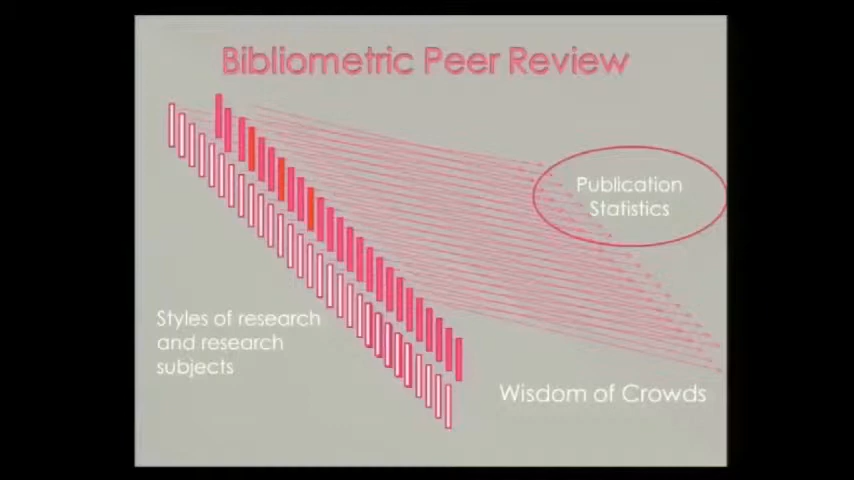 Bibliometric Peer Review
Publication
Statistics
Styles of research
and research
subjects
Wisdom of Crowds